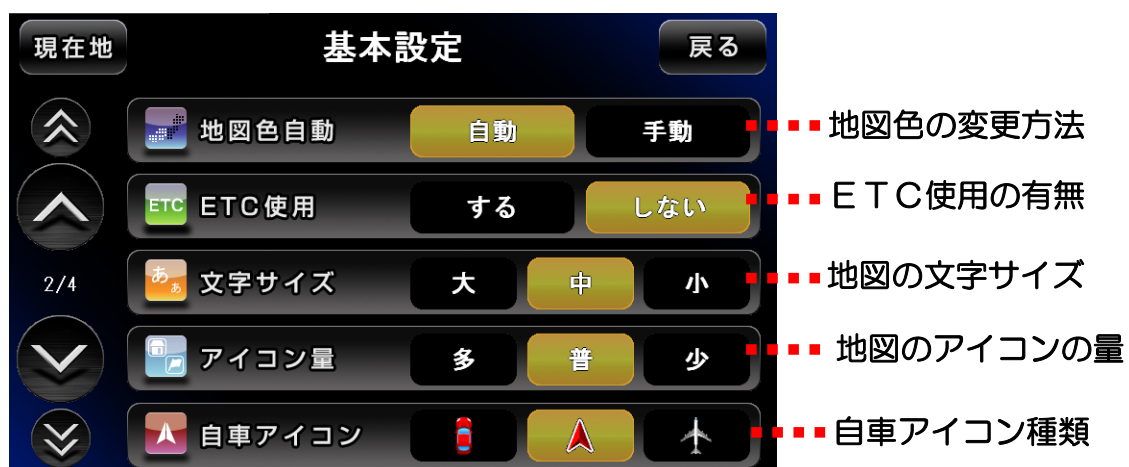 現在地 基本設定 戻る
地図色自動 自動 手動 地図色の変更方法
ETC ETC使用 する しない ETC使用の有無
2/4
ああ 文字サイズ 大 中 小 地図の文字サイズ
アイコン量 多 普 少 地図のアイコンの量
自車アイコン 自車アイコン種類